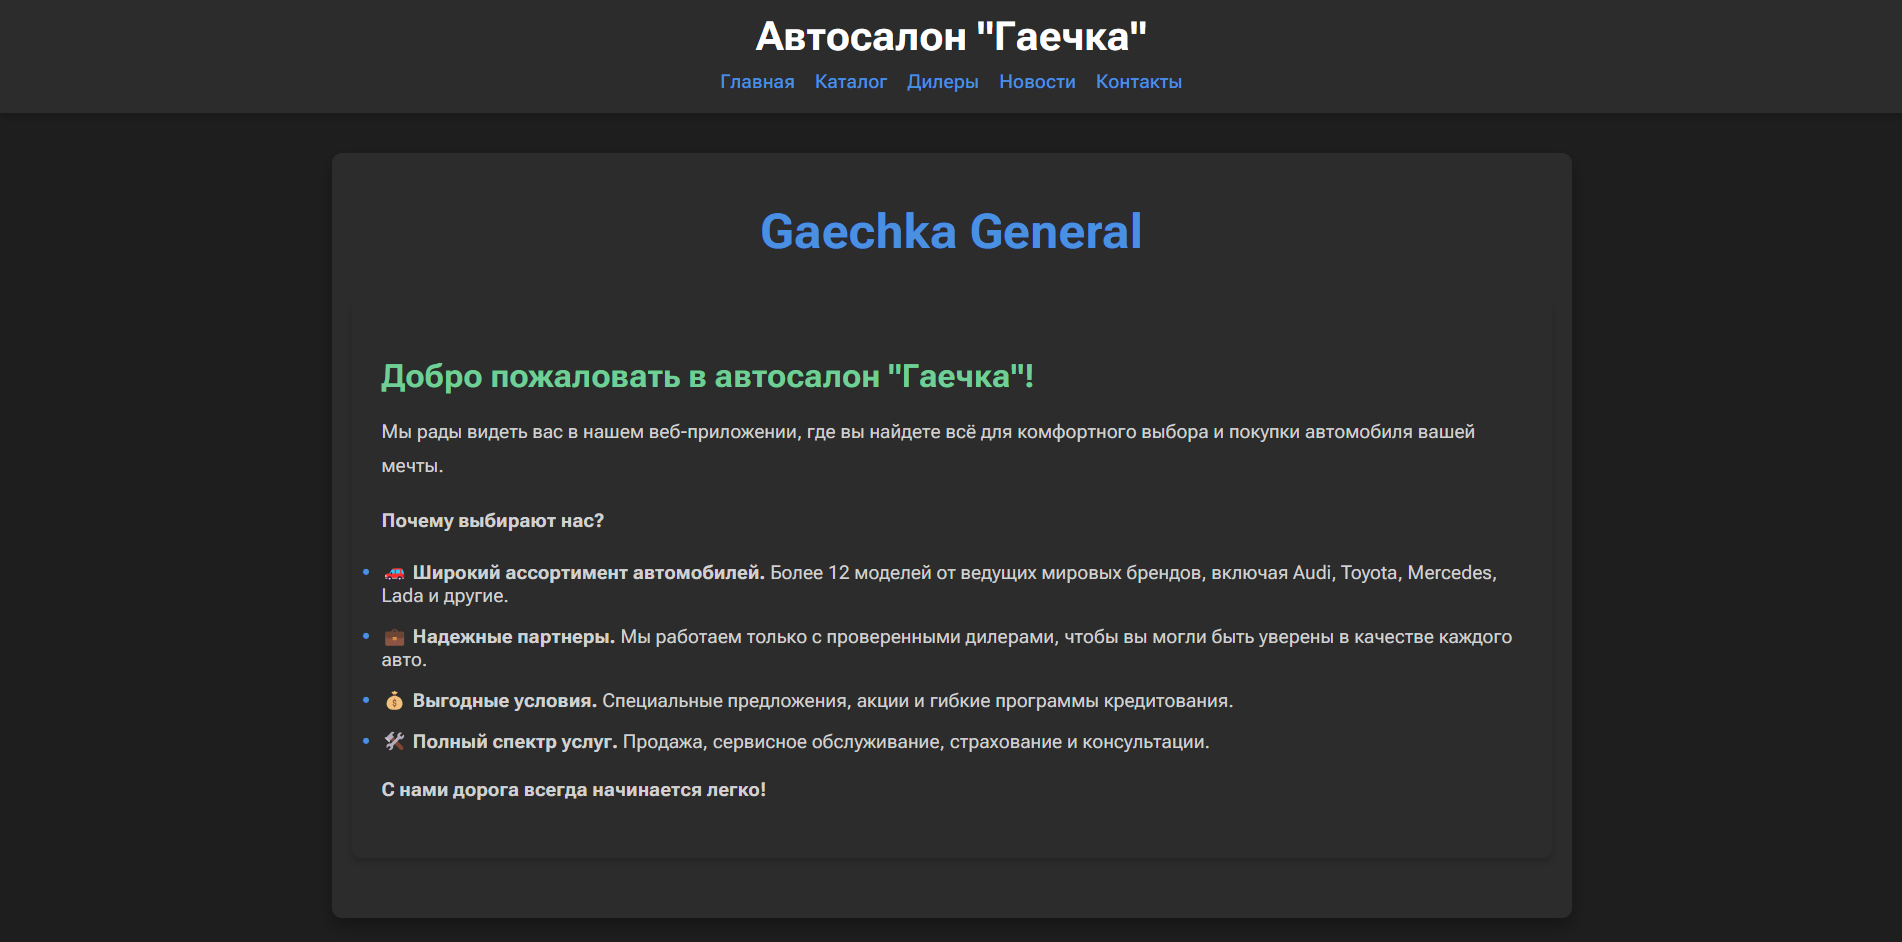 Автосалон "Гаечка"
Главная Каталог Дилеры Новости Контакты
Gaechka General
Добро пожаловать в автосалон "Гаечка"!
Мы рады видеть вас в нашем веб-приложении, где вы найдете всё для комфортного выбора и покупки автомобиля вашей
мечты.
Почему выбирают нас?
• 🚗 Широкий ассортимент автомобилей. Более 12 моделей от ведущих мировых брендов, включая Audi, Toyota, Mercedes,
Lada и другие.
• 💼 Надежные партнеры. Мы работаем только с проверенными дилерами, чтобы вы могли быть уверены в качестве каждого
авто.
• 💰 Выгодные условия. Специальные предложения, акции и гибкие программы кредитования.
• 🛠 Полный спектр услуг. Продажа, сервисное обслуживание, страхование и консультации.
С нами дорога всегда начинается легко!